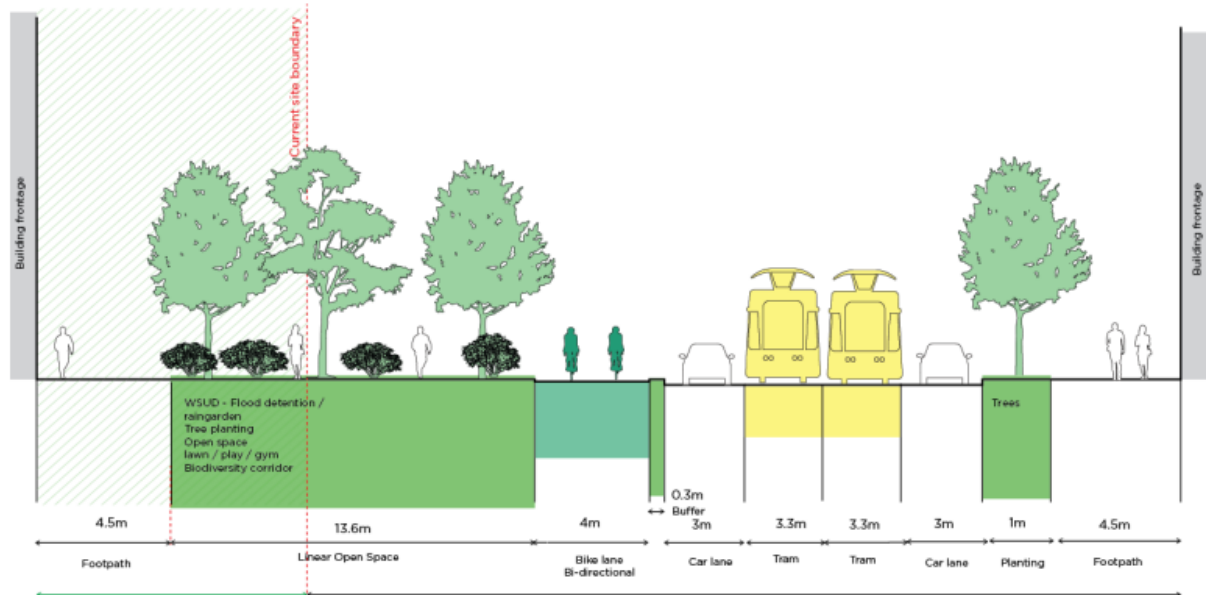 Current site boundary
Building frontage
Building frontage
WSUD - Flood detention /
raingarden
Tree planting
Open space
lawn / play / gym
Biodiversity corridor
Trees
0.3m
Buffer
4.5m
13.6m
4m
3m
3.3m
3.3m
3m
1m
4.5m
Footpath
Linear Open Space
Bike lane
Bi-directional
Car lane
Tram
Tram
Car lane
Planting
Footpath